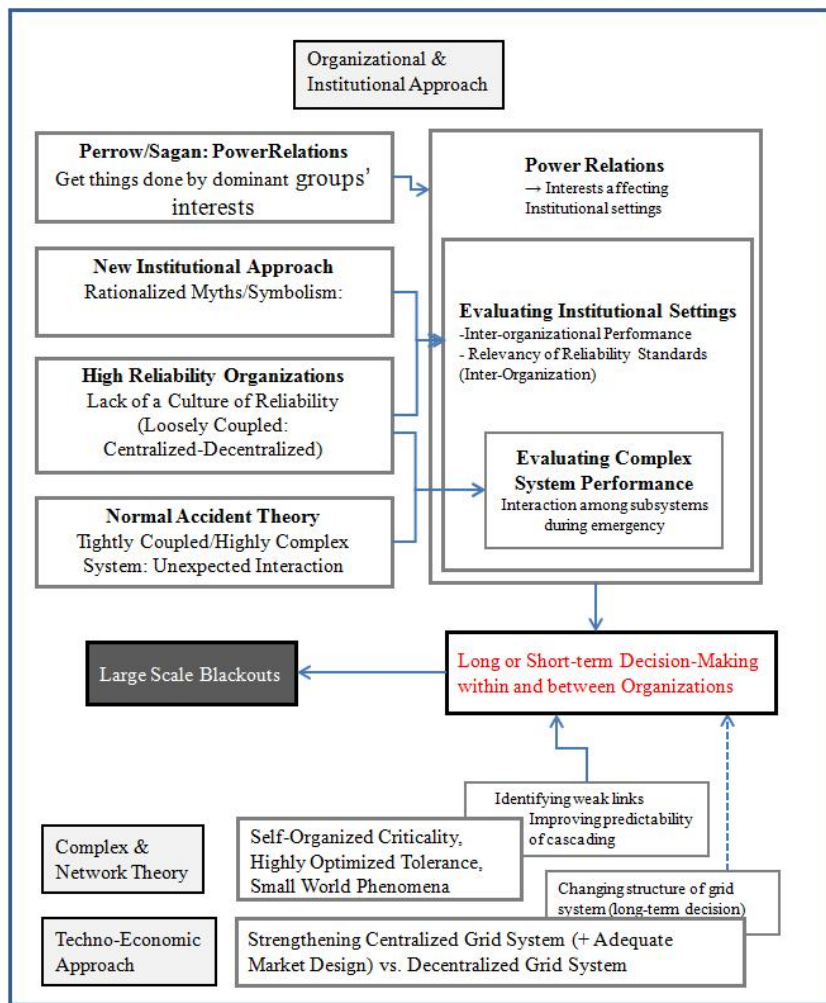 Organizational &
Institutional Approach
Perrow/Sagan: PowerRelations
Get things done by dominant groups’
interests
Power Relations
→ Interests affecting
Institutional settings
New Institutional Approach
Rationalized Myths/Symbolism:
Evaluating Institutional Settings
-Inter-organizational Performance
- Relevancy of Reliability Standards
(Inter-Organization)
High Reliability Organizations
Lack of a Culture of Reliability
(Loosely Coupled:
Centralized-Decentralized)
Evaluating Complex
System Performance
Interaction among subsystems
during emergency
Normal Accident Theory
Tightly Coupled/Highly Complex
System: Unexpected Interaction
Large Scale Blackouts
Long or Short-term Decision-Making
within and between Organizations
Identifying weak links
Improving predictability
of cascading
Complex &
Network Theory
Self-Organized Criticality,
Highly Optimized Tolerance,
Small World Phenomena
Changing structure of grid
system (long-term decision)
Techno-Economic
Approach
Strengthening Centralized Grid System (+ Adequate
Market Design) vs. Decentralized Grid System